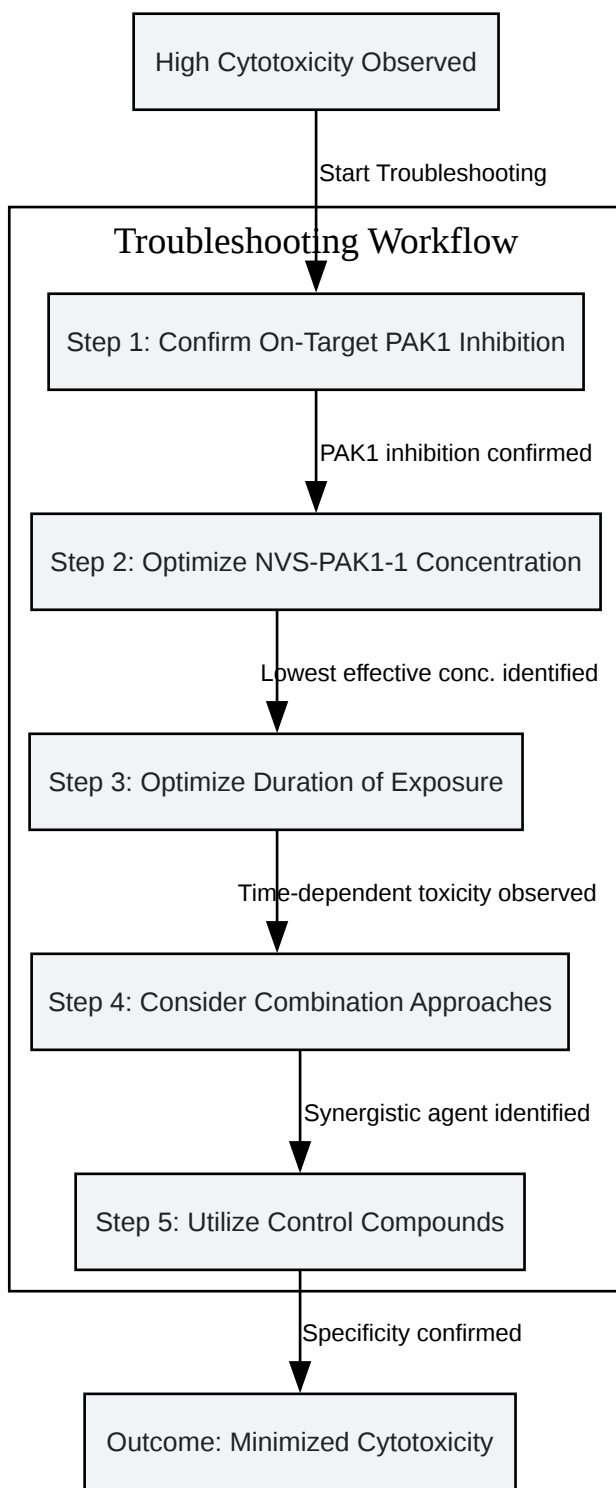 High Cytotoxicity Observed
Start Troubleshooting
Troubleshooting Workflow
Step 1: Confirm On-Target PAK1 Inhibition
PAK1 inhibition confirmed
Step 2: Optimize NVS-PAK1-1 Concentration
Lowest effective conc. identified
Step 3: Optimize Duration of Exposure
Time-dependent toxicity observed
Step 4: Consider Combination Approaches
Synergistic agent identified
Step 5: Utilize Control Compounds
Specificity confirmed
Outcome: Minimized Cytotoxicity